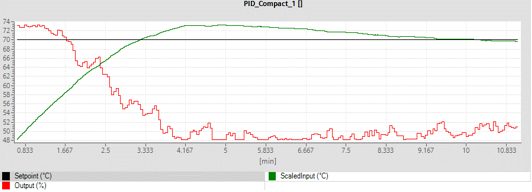 PID_Compact_1 []
74
72
70
68
66
64
62
60
58
56
54
52
50
48
0.833 1.667 2.5 3.333 4.167 5 5.833 6.667 7.5 8.333 9.167 10 10.833
[min]
Setpoint (°C) ScaledInput (°C)
Output (%)